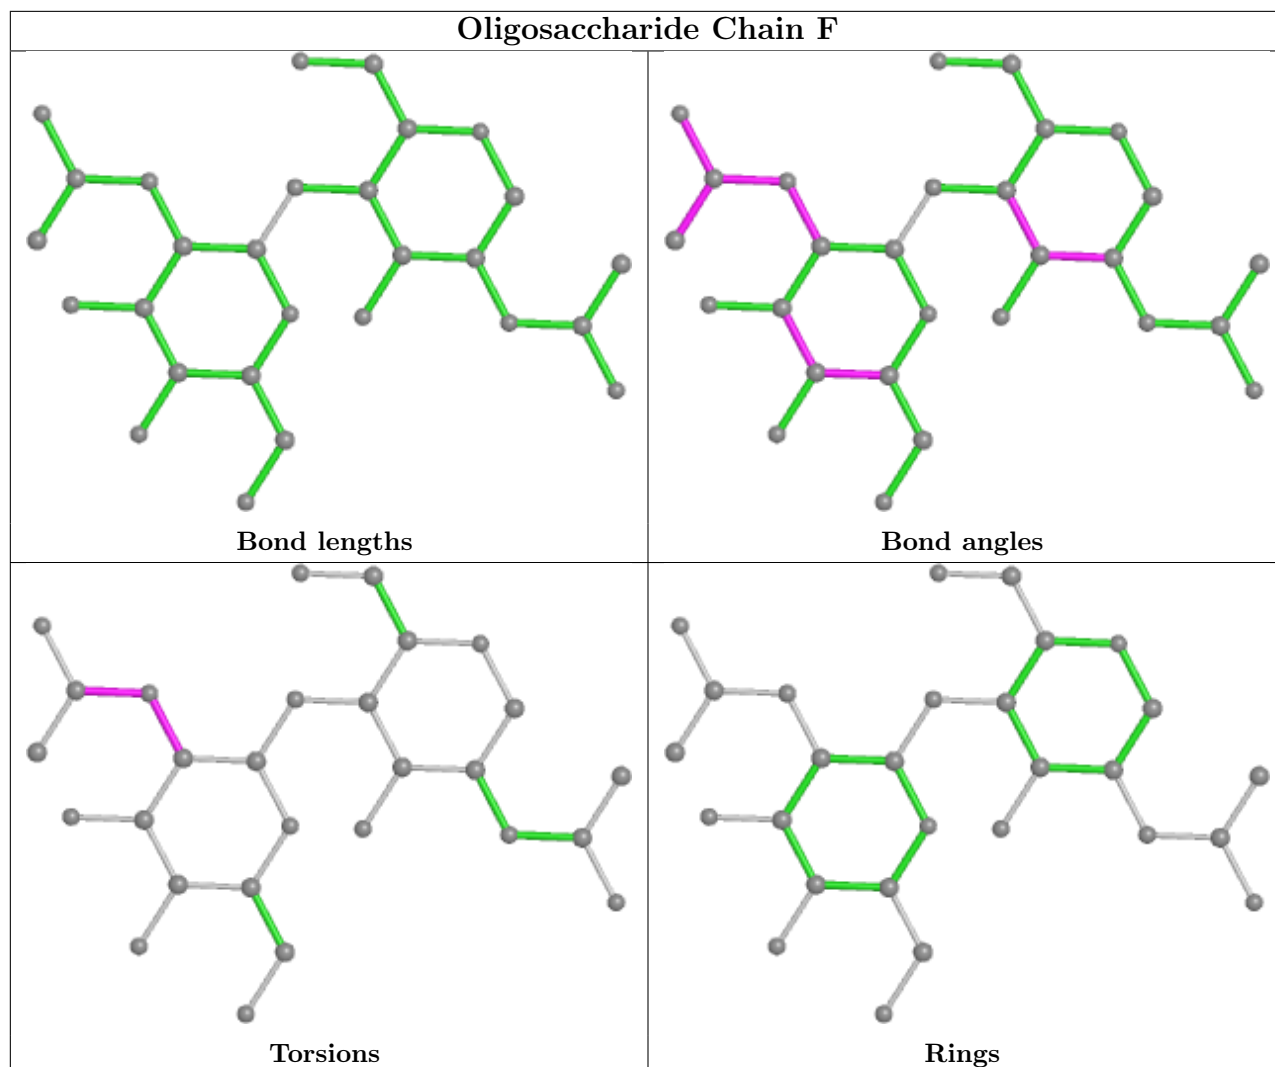 Oligosaccharide Chain F
Bond lengths
Bond angles
Torsions
Rings